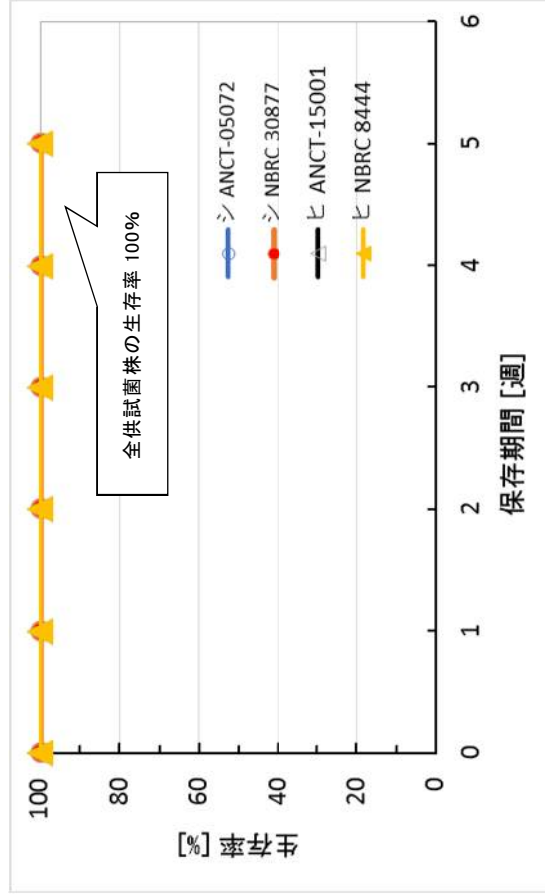 100
80
60
40
20
0
生存率 [%]
全供試菌株の生存率 100%
シ ANCT-05072
シ NBRC 30877
ヒ ANCT-15001
ヒ NBRC 8444
0 1 2 3 4 5 6
保存期間 [週]